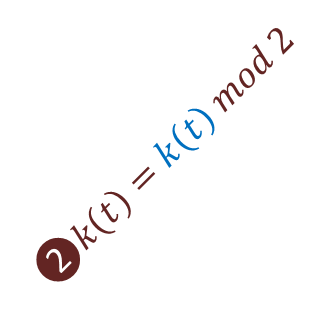 2 k(t) = k(t) mod 2